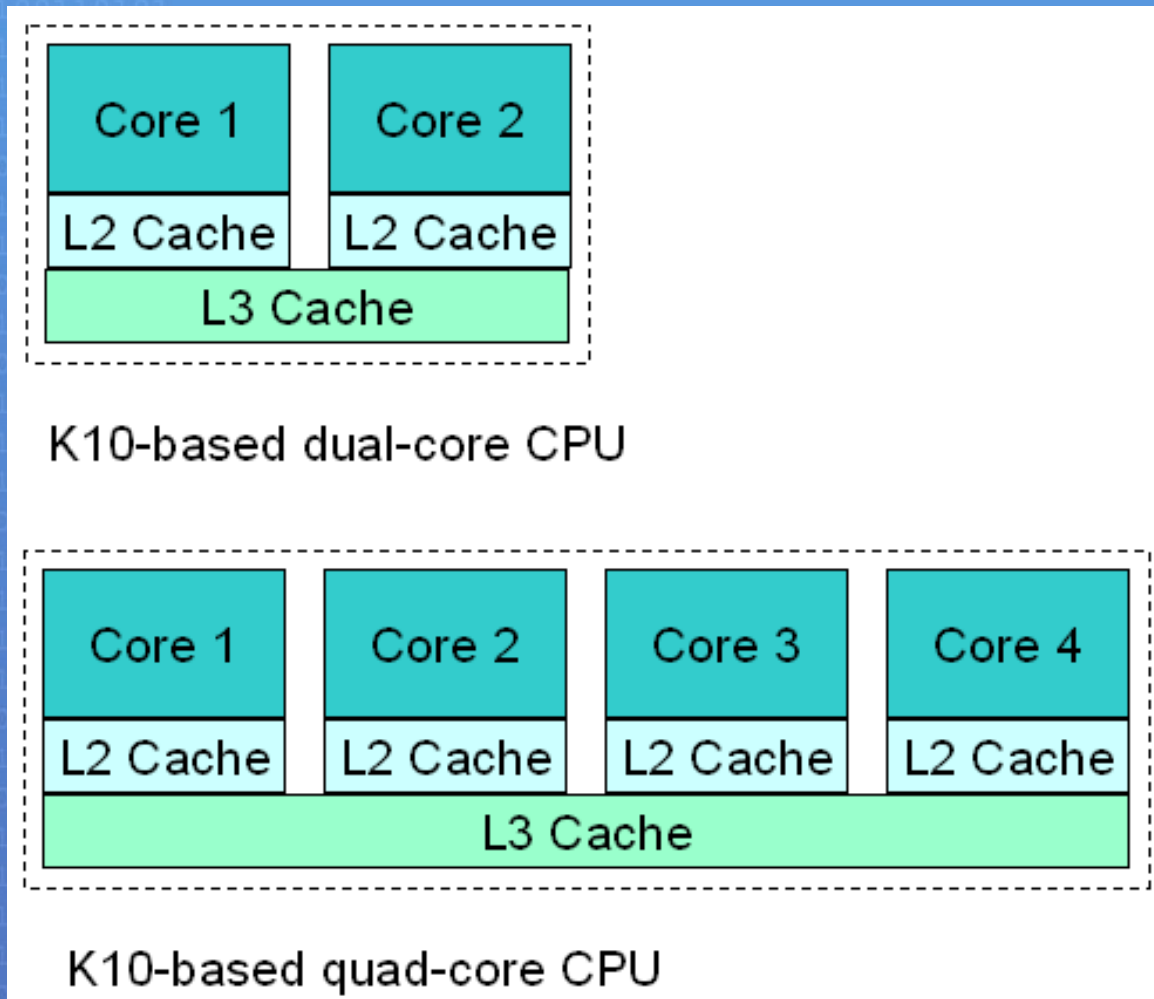 Core 1 Core 2
L2 Cache L2 Cache
L3 Cache
K10-based dual-core CPU
Core 1 Core 2 Core 3 Core 4
L2 Cache L2 Cache L2 Cache L2 Cache
L3 Cache
K10-based quad-core CPU